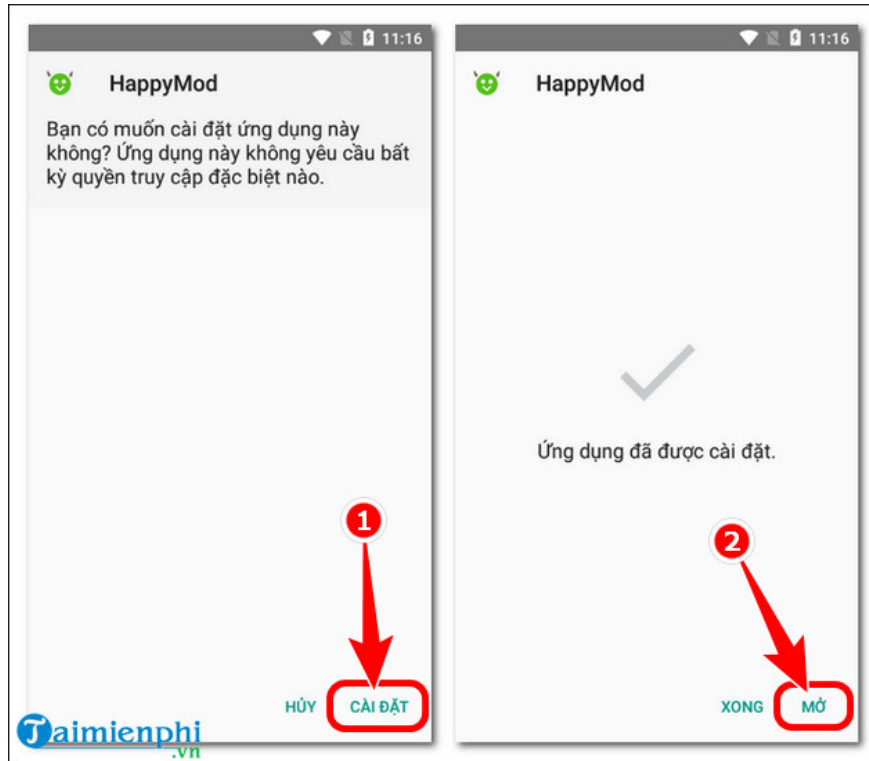 11:16
HappyMod
Bạn có muốn cài đặt ứng dụng này
không? Ứng dụng này không yêu cầu bất
kỳ quyền truy cập đặc biệt nào.
1
HỦY CÀI ĐẶT
11:16
HappyMod
Ứng dụng đã được cài đặt.
2
XONG MỞ
Taimienphi
.vn